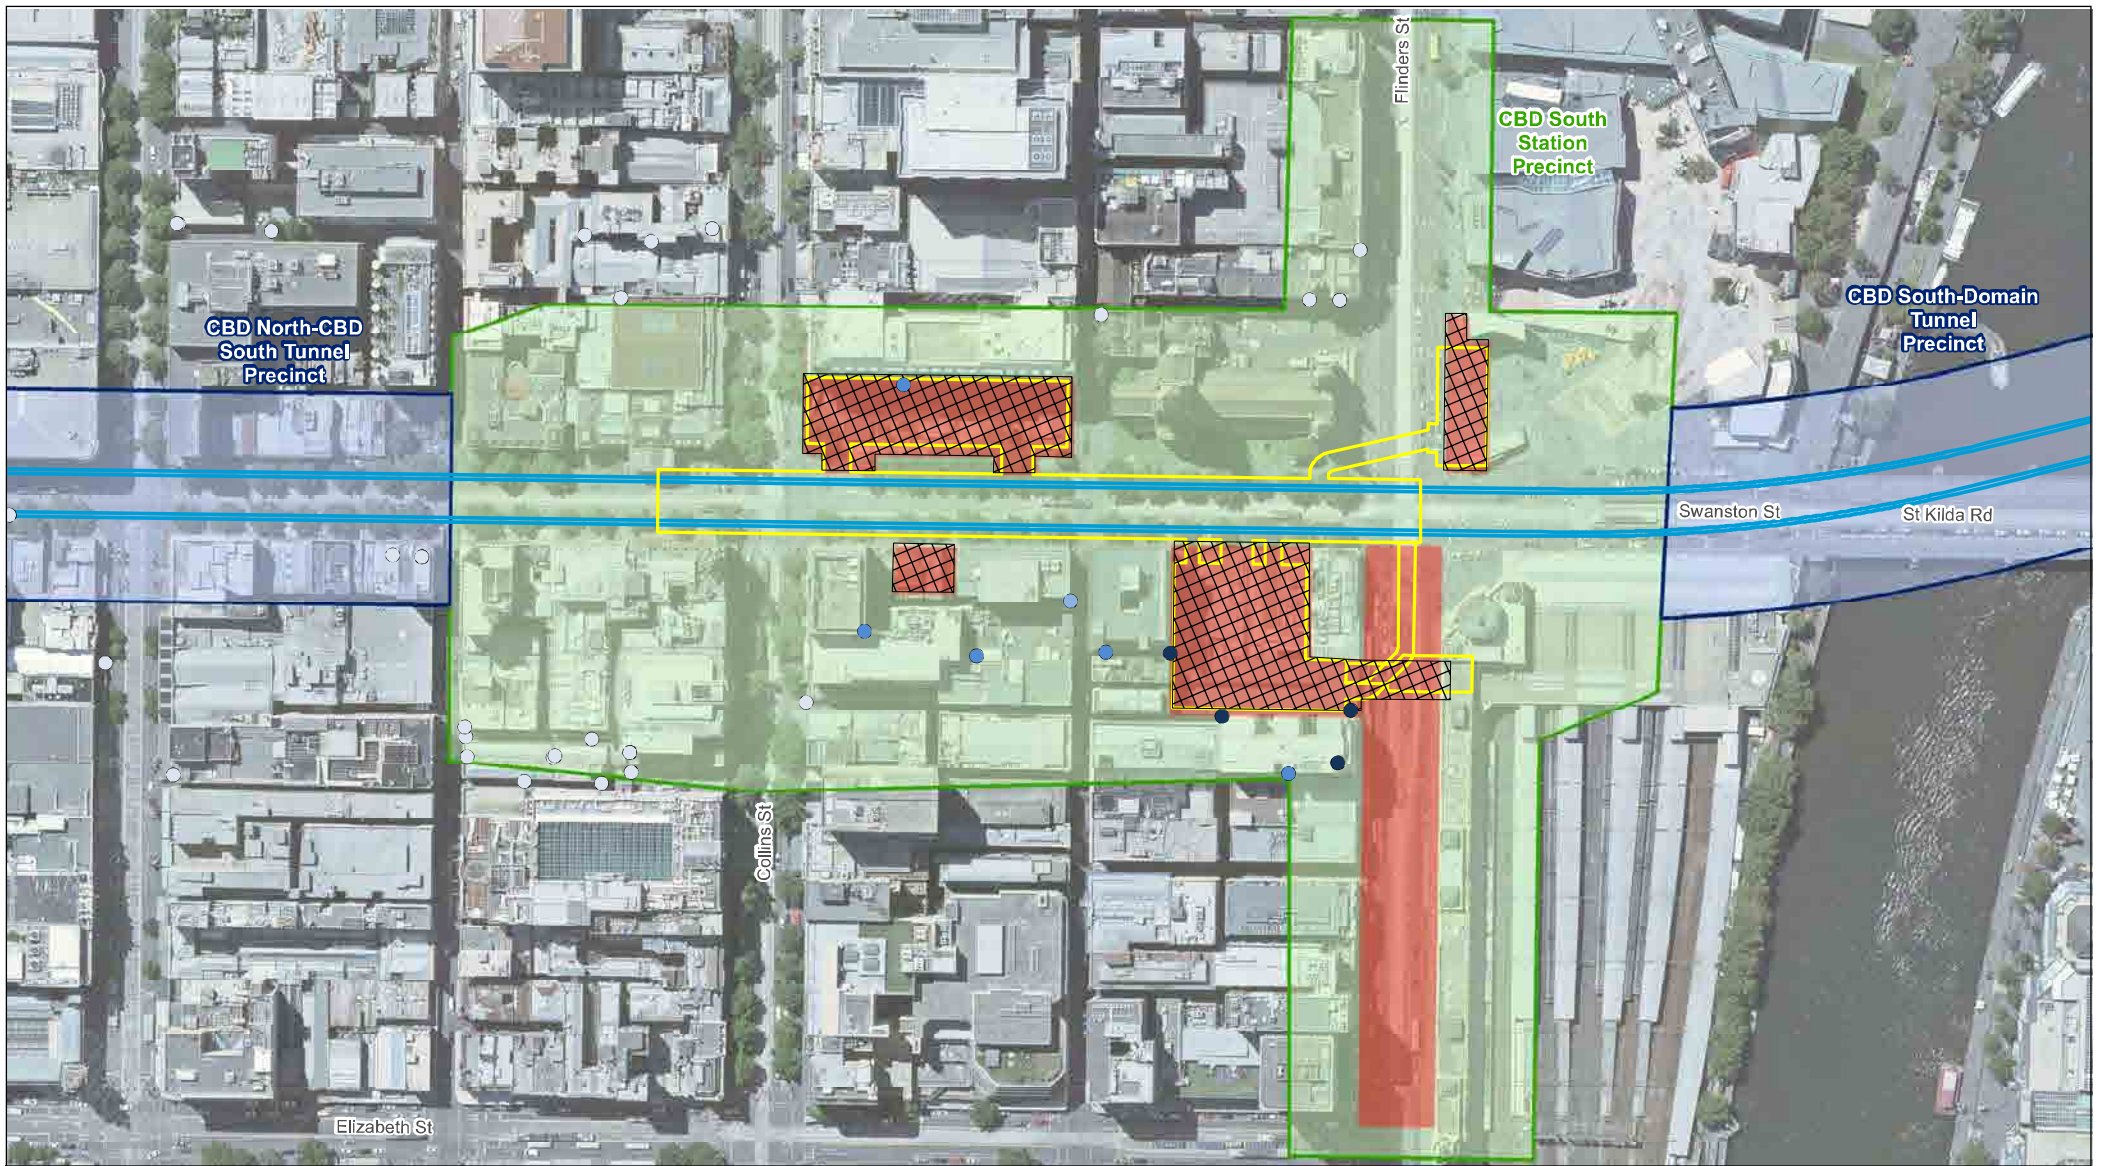 Flinders St
CBD South
Station
Precinct
CBD South-Domain
Tunnel
Precinct
CBD North-CBD
South Tunnel
Precinct
Swanston St
St Kilda Rd
Collins St
Elizabeth St